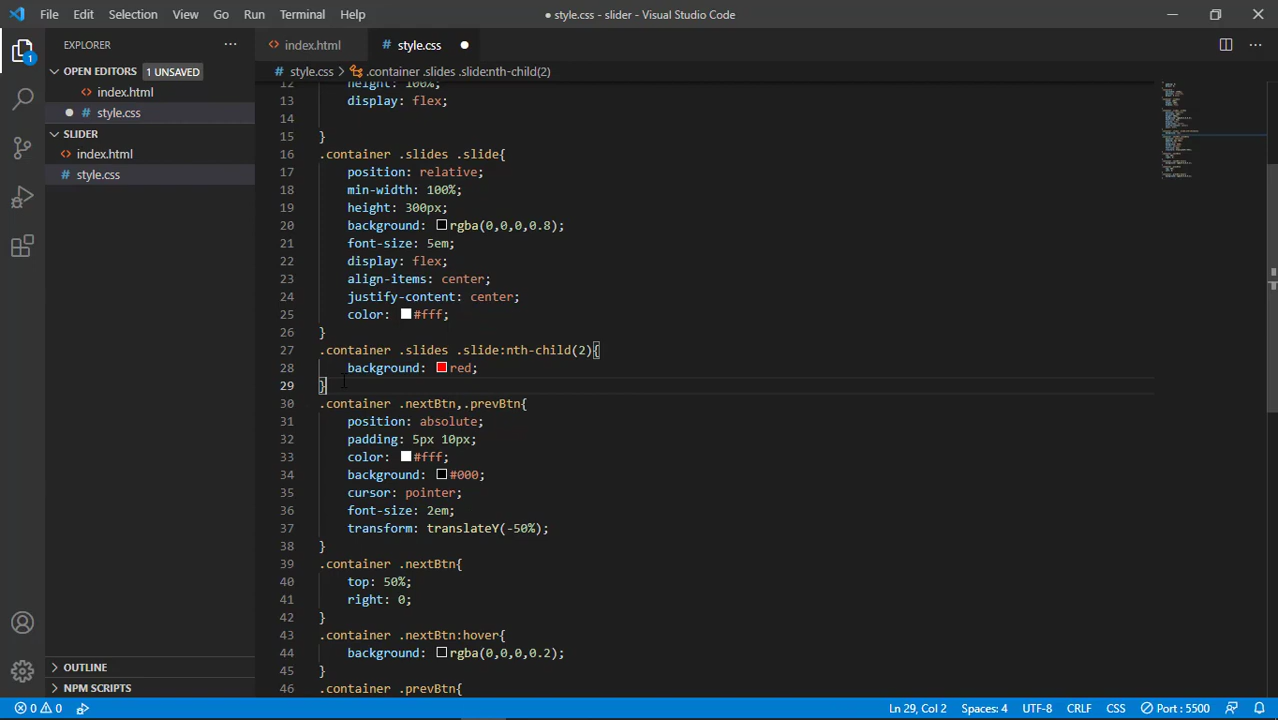 File Edit Selection View Go Run Terminal Help
● style.css - slider - Visual Studio Code
EXPLORER ...
index.html
# style.css ●
OPEN EDITORS 1 UNSAVED
index.html
● # style.css
SLIDER
index.html
# style.css
OUTLINE
NPM SCRIPTS
1
# style.css > .container .slides .slide:nth-child(2)
12 height: 100%;
13 display: flex;
14
15 }
16 .container .slides .slide{
17 position: relative;
18 min-width: 100%;
19 height: 300px;
20 background: rgba(0,0,0,0.8);
21 font-size: 5em;
22 display: flex;
23 align-items: center;
24 justify-content: center;
25 color: #fff;
26 }
27 .container .slides .slide:nth-child(2){
28 background: red;
29 }
30 .container .nextBtn,.prevBtn{
31 position: absolute;
32 padding: 5px 10px;
33 color: #fff;
34 background: #000;
35 cursor: pointer;
36 font-size: 2em;
37 transform: translateY(-50%);
38 }
39 .container .nextBtn{
40 top: 50%;
41 right: 0;
42 }
43 .container .nextBtn:hover{
44 background: rgba(0,0,0,0.2);
45 }
46 .container .prevBtn{
0 0 Ln 29, Col 2 Spaces: 4 UTF-8 CRLF CSS Port : 5500